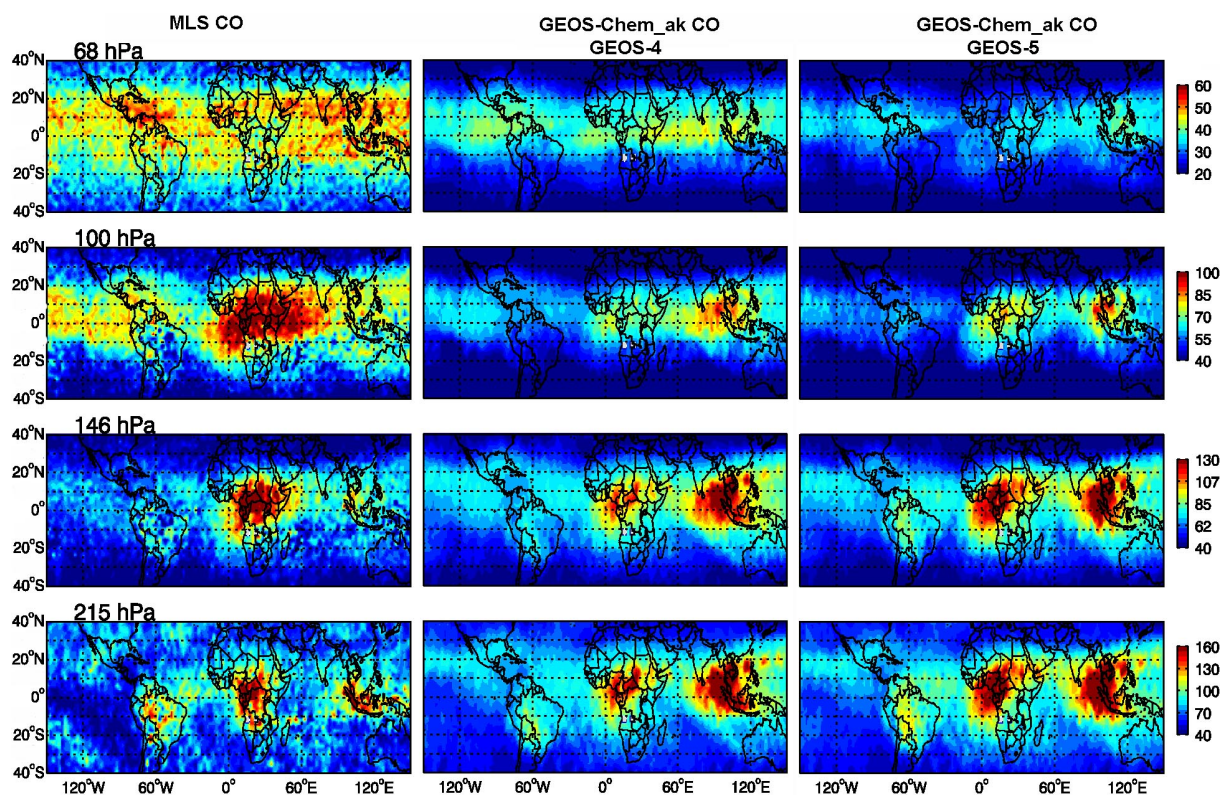 MLS CO
GEOS-Chem_ak CO
GEOS-4
GEOS-Chem_ak CO
GEOS-5
68 hPa
40°N
20°N
0°
20°S
40°S
60
50
40
30
20
100 hPa
40°N
20°N
0°
20°S
40°S
100
85
70
55
40
146 hPa
40°N
20°N
0°
20°S
40°S
130
107
85
62
40
215 hPa
40°N
20°N
0°
20°S
40°S
160
130
100
70
40
120°W 60°W 0° 60°E 120°E
120°W 60°W 0° 60°E 120°E
120°W 60°W 0° 60°E 120°E